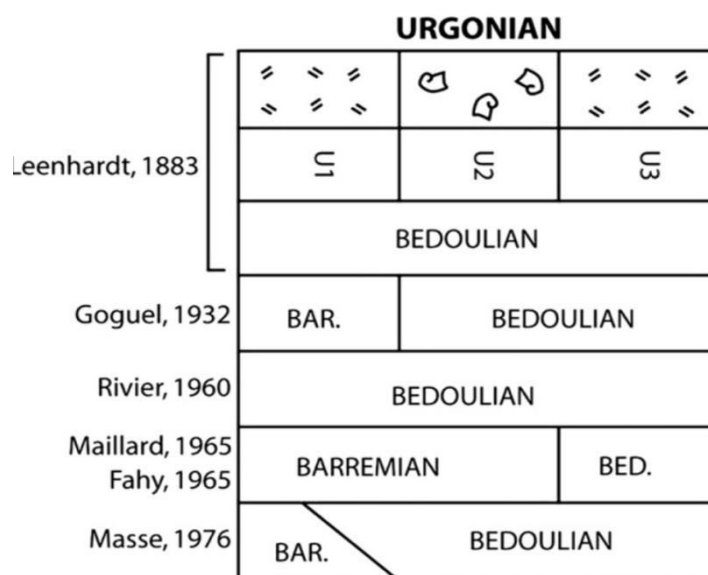 URGONIAN
Leenhardt, 1883
U1 U2 U3
BEDOULIAN
Goguel, 1932 BAR. BEDOULIAN
Rivier, 1960 BEDOULIAN
Maillard, 1965
Fahy, 1965
BARREMIAN BED.
Masse, 1976 BAR. BEDOULIAN